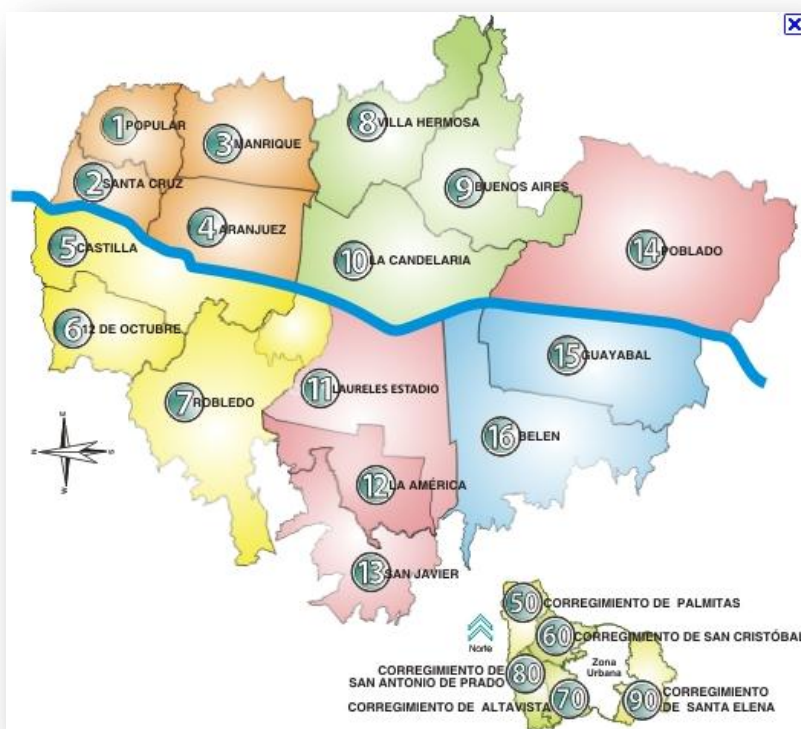 1 POPULAR
3 MANRIQUE
8 VILLA HERMOSA
2 SANTA CRUZ
9 BUENOS AIRES
4 ARANJUEZ
5 CASTILLA
10 LA CANDELARIA
14 POBLADO
6 12 DE OCTUBRE
15 GUAYABAL
7 ROBLEDO
11 LAURELES ESTADIO
16 BELEN
12 LA AMÉRICA
13 SAN JAVIER
E
N
S
W
50 CORREGIMIENTO DE PALMITAS
Norte
60 CORREGIMIENTO DE SAN CRISTÓBAL
Zona
Urbana
CORREGIMIENTO DE
SAN ANTONIO DE PRADO 80
CORREGIMIENTO DE ALTAVISTA 70
90 CORREGIMIENTO
DE SANTA ELENA